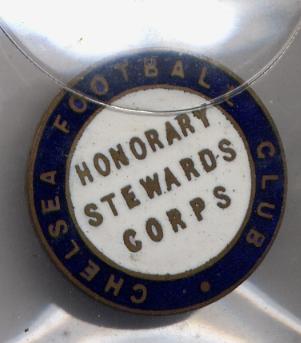 CHELSEA FOOTBALL CLUB
HONORARY
STEWARDS
CORPS